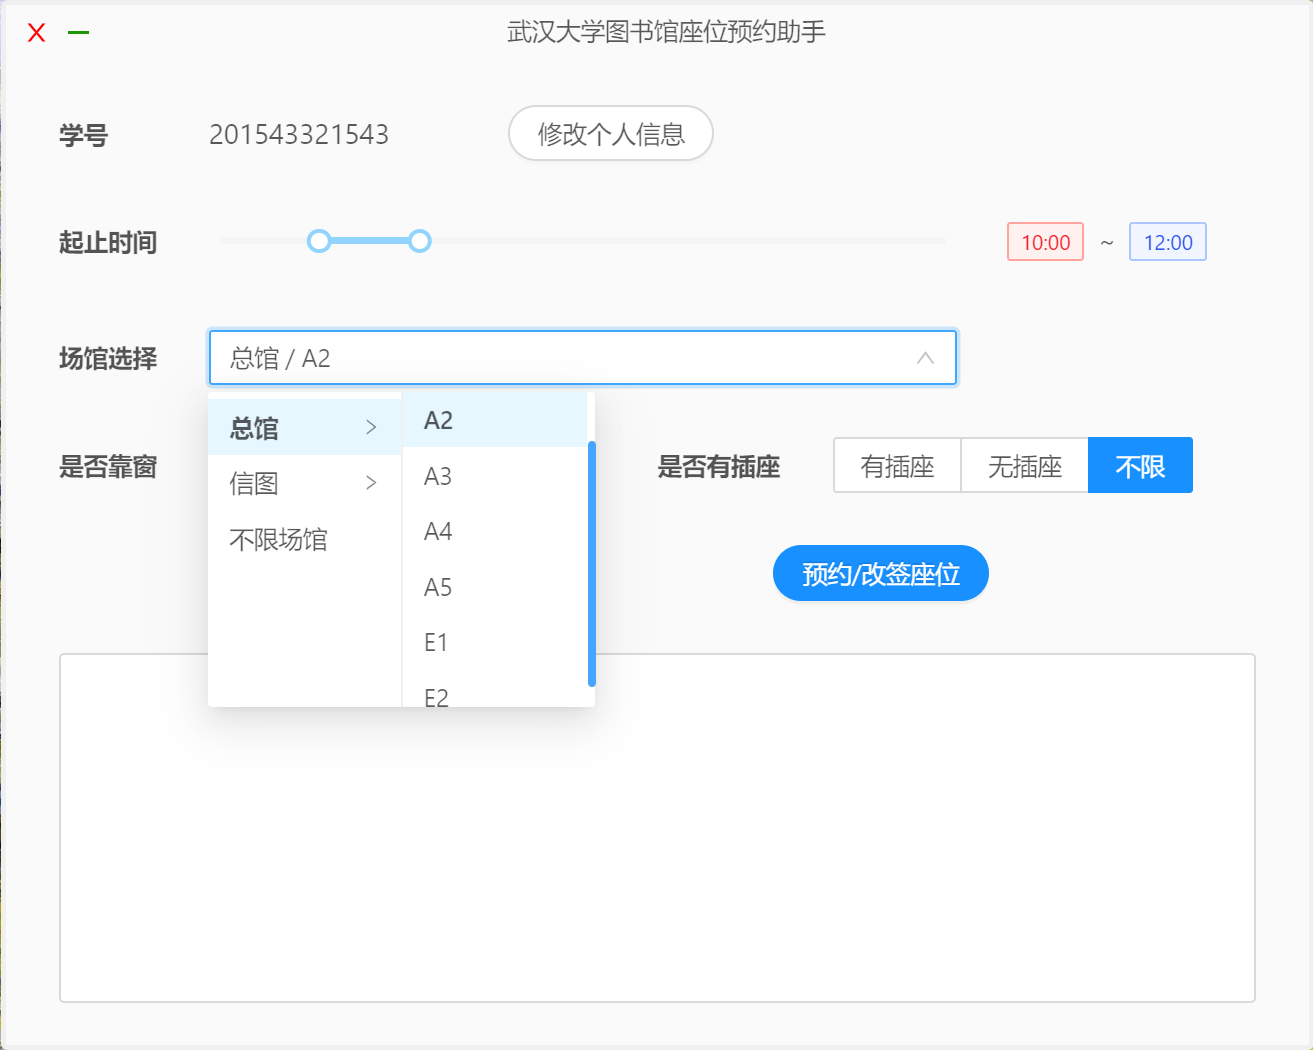 X — 武汉大学图书馆座位预约助手
学号 201543321543 修改个人信息
起止时间 10:00 ~ 12:00
场馆选择 总馆 / A2
总馆 > A2
是否靠窗 是否有插座 有插座 无插座 不限
A3
信图 >
A4
不限场馆
A5
预约/改签座位
E1
E2